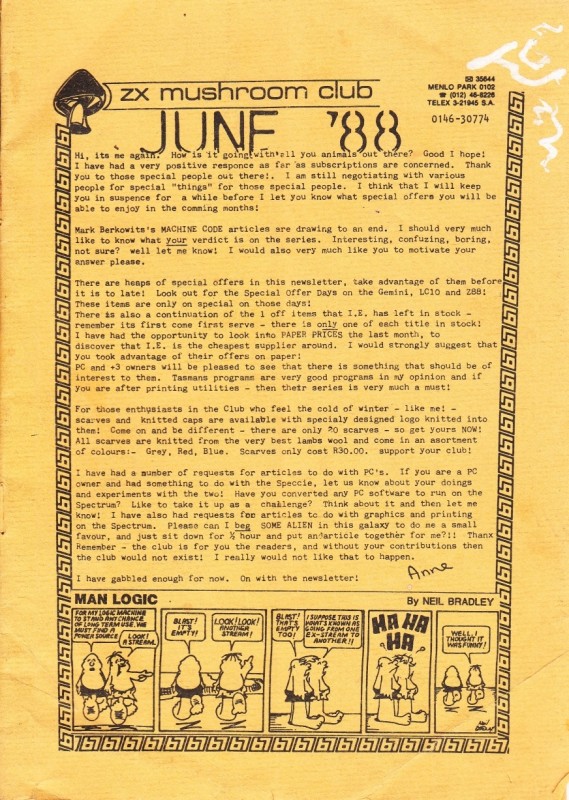 zx mushroom club
✉ 35644
MENLO PARK 0102
☎ (012) 46-6226
TELEX 3-21945 S.A.
0146-30774
JUNE '88
Hi, its me again. How is it going with all you animals out there? Good I hope!
I have had a very positive responce as far as subscriptions are concerned. Thank
you to those special people out there!. I am still negotiating with various
people for special "things" for those special people. I think that I will keep
you in suspence for a while before I let you know what special offers you will be
able to enjoy in the comming months!
Mark Berkowits's MACHINE CODE articles are drawing to an end. I should very much
like to know what your verdict is on the series. Interesting, confuzing, boring,
not sure? well let me know! I would also very much like you to motivate your
answer please.
There are heaps of special offers in this newsletter, take advantage of them before
it is to late! Look out for the Special Offer Days on the Gemini, LC10 and Z88!
These items are only on special on those days!
There is also a continuation of the 1 off items that I.E. has left in stock -
remember its first come first serve - there is only one of each title in stock!
I have had the opportunity to look into PAPER PRICES the last month, to
discover that I.E. is the cheapest supplier around. I would strongly suggest that
you took advantage of their offers on paper!
PC and +3 owners will be pleased to see that there is something that should be of
interest to them. Tasmans programs are very good programs in my opinion and if
you are after printing utilities - then their series is very much a must!
For those enthusiasts in the Club who feel the cold of winter - like me! -
scarves and knitted caps are available with specialy designed logo knitted into
them! Come on and be different - there are only 70 scarves - so get yours NOW!
All scarves are knitted from the very best lambs wool and come in an asortment
of colours:- Grey, Red, Blue. Scarves only cost R30.00. support your club!
I have had a number of requests for articles to do with PC's. If you are a PC
owner and had something to do with the Speccie, let us know about your doings
and experiments with the two! Have you converted any PC software to run on the
Spectrum? Like to take it up as a challenge? Think about it and then let me
know! I have also had requests for articles to do with graphics and printing
on the Spectrum. Please can I beg SOME ALIEN in this galaxy to do me a small
favour, and just sit down for ½ hour and put an article together for me?!! Thanx
Remember - the club is for you the readers, and without your contributions then
the club would not exist! I really would not like that to happen.
I have gabbled enough for now. On with the newsletter!
Anne
MAN LOGIC
By NEIL BRADLEY
FOR MY LOGIC MACHINE
TO STAND ANY CHANCE
OF LONG TERM USE, WE
MUST FIND A
POWER SOURCE
LOOK!
A STREAM.
BLAST!
IT'S
EMPTY!
LOOK! LOOK!
ANOTHER
STREAM!
BLAST!
THAT'S
EMPTY
TOO!
I SUPPOSE THIS IS
WHAT'S KNOWN AS
GOING FROM ONE
EX-STREAM TO
ANOTHER!!
HA HA
HA
WELL, I
THOUGHT IT
WAS FUNNY!